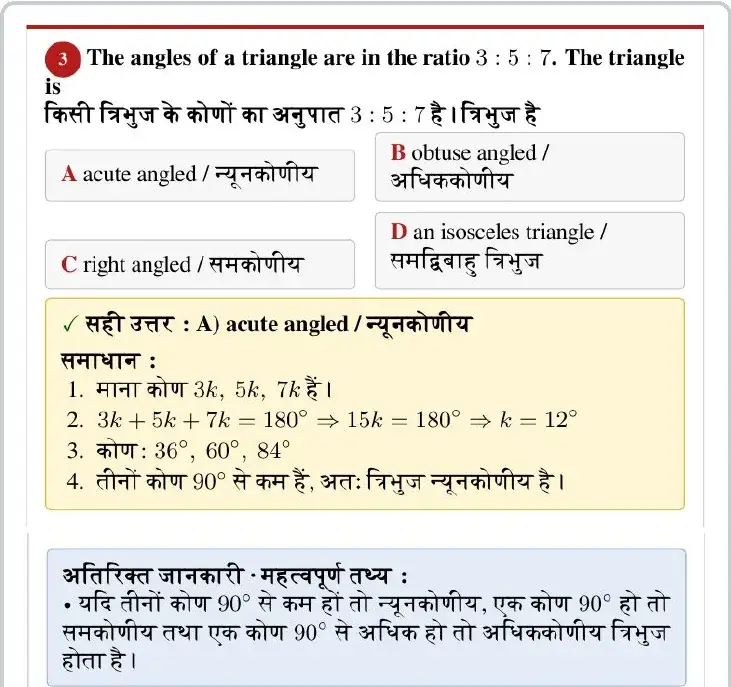 3 The angles of a triangle are in the ratio 3 : 5 : 7. The triangle
is
किसी त्रिभुज के कोणों का अनुपात 3 : 5 : 7 है। त्रिभुज है
A acute angled / न्यूनकोणीय
B obtuse angled /
अधिककोणीय
C right angled / समकोणीय
D an isosceles triangle /
समद्विबाहु त्रिभुज
✓ सही उत्तर : A) acute angled / न्यूनकोणीय
समाधान :
1. माना कोण 3k, 5k, 7k हैं।
2. 3k + 5k + 7k = 180° ⇒ 15k = 180° ⇒ k = 12°
3. कोण: 36°, 60°, 84°
4. तीनों कोण 90° से कम हैं, अतः त्रिभुज न्यूनकोणीय है।
अतिरिक्त जानकारी · महत्वपूर्ण तथ्य :
• यदि तीनों कोण 90° से कम हों तो न्यूनकोणीय, एक कोण 90° हो तो
समकोणीय तथा एक कोण 90° से अधिक हो तो अधिककोणीय त्रिभुज
होता है।